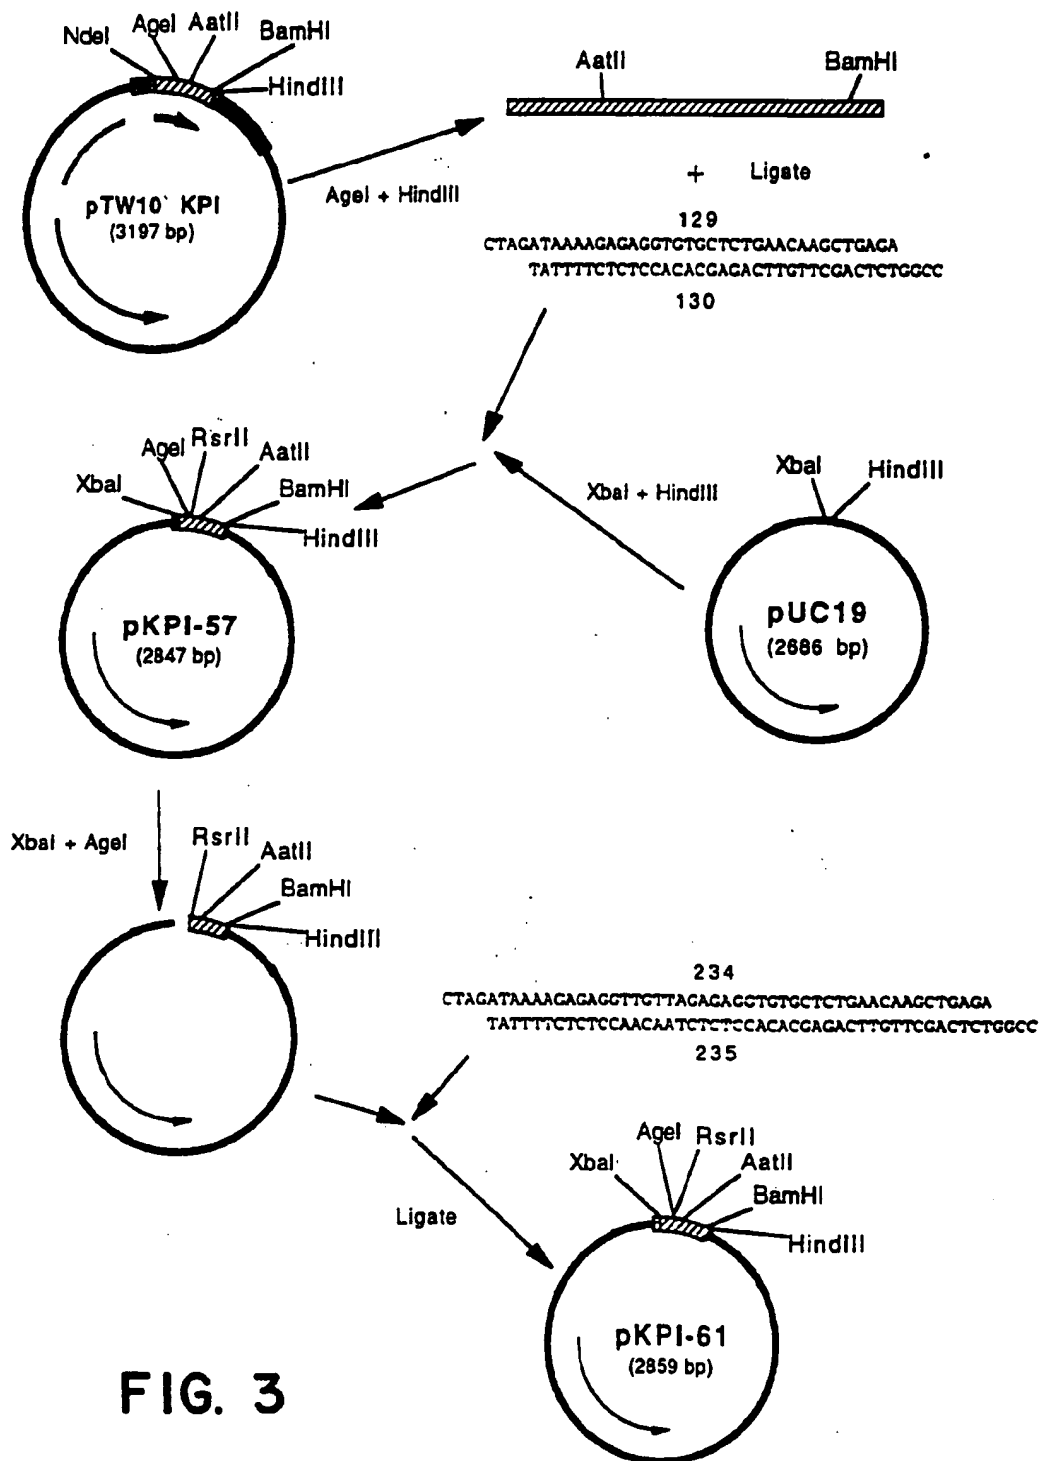 NdeI
AgeI
AatII
BamHI
HindIII
pTW10` KPI
(3197 bp)
AgeI + HindIII
AatII
BamHI
+ Ligate
129
CTAGATAAAAGAGAGGTGTGCTCTGAACAAGCTGAGA
TATTTTCTCTCCACACGAGACTTGTTCGACTCTGGCC
130
XbaI
AgeI
RsrII
AatII
BamHI
HindIII
pKPI-57
(2847 bp)
XbaI + HindIII
XbaI
HindIII
pUC19
(2686 bp)
XbaI + AgeI
RsrII
AatII
BamHI
HindIII
234
CTAGATAAAAGAGAGGTTGTTAGAGAGGTGTGCTCTGAACAAGCTGAGA
TATTTTCTCTCCAACAATCTCTCCACACGAGACTTGTTCGACTCTGGCC
235
Ligate
XbaI
AgeI
RsrII
AatII
BamHI
HindIII
pKPI-61
(2859 bp)
FIG. 3